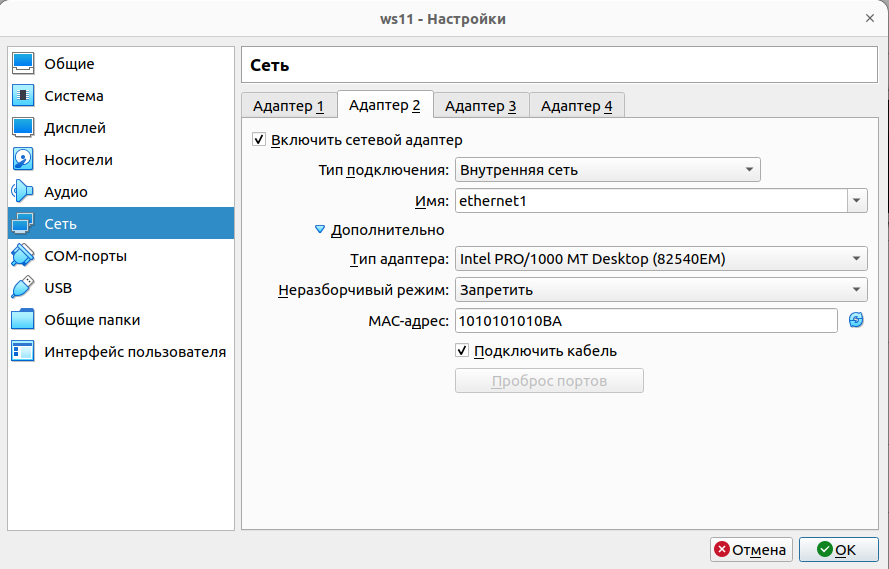 ws11 - Настройки
Общие
Система
Дисплей
Носители
Аудио
Сеть
COM-порты
USB
Общие папки
Интерфейс пользователя
Сеть
Адаптер 1 Адаптер 2 Адаптер 3 Адаптер 4
Включить сетевой адаптер
Тип подключения: Внутренняя сеть
Имя: ethernet1
Дополнительно
Тип адаптера: Intel PRO/1000 MT Desktop (82540EM)
Неразборчивый режим: Запретить
MAC-адрес: 1010101010BA
Подключить кабель
Проброс портов
Отмена OK